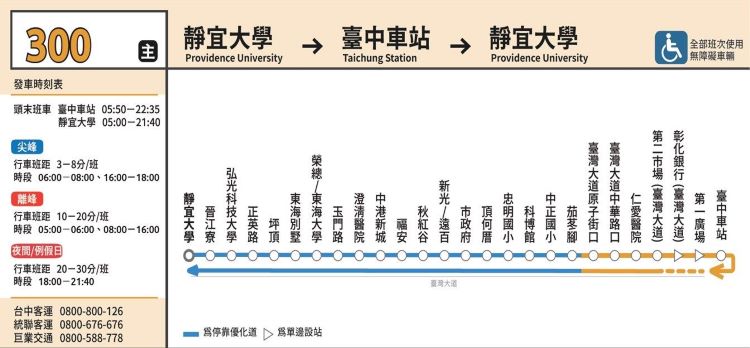 300 主
靜宜大學 → 臺中車站 → 靜宜大學
Providence University Taichung Station Providence University
全部班次使用
無障礙車輛
發車時刻表
頭末班車 臺中車站 05:50－22:35
靜宜大學 05:00－21:40
尖峰
行車班距 3－8分/班
時段 06:00－08:00、16:00－18:00
離峰
行車班距 10－20分/班
時段 05:00－06:00、08:00－16:00
夜間/例假日
行車班距 20－30分/班
時段 18:00－21:40
台中客運 0800-800-126
統聯客運 0800-676-676
巨業交通 0800-588-778
靜宜大學
晉江寮
弘光科技大學
正英路
坪頂
東海別墅
榮總/東海大學
玉門路
澄清醫院
中港新城
福安
秋紅谷
新光/遠百
市政府
頂何厝
忠明國小
科博館
中正國小
茄苳腳
臺灣大道原子街口
臺灣大道中華路口
仁愛醫院
第二市場(臺灣大道)
彰化銀行(臺灣大道)
第一廣場
臺中車站
臺灣大道
為停靠優化道 ▷ 為單邊設站